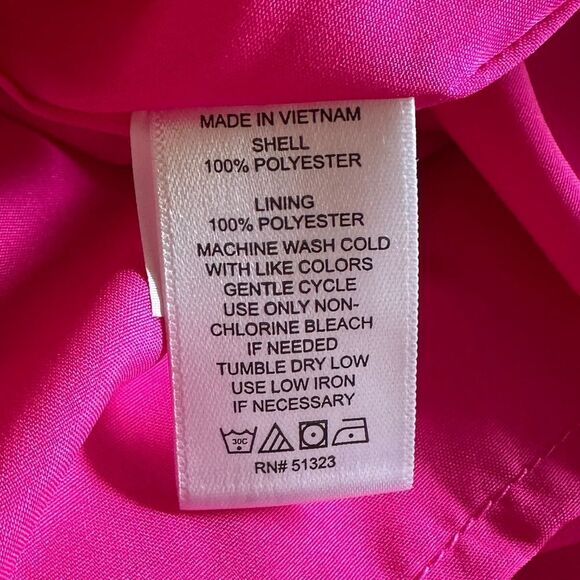 MADE IN VIETNAM
SHELL
100% POLYESTER
LINING
100% POLYESTER
MACHINE WASH COLD
WITH LIKE COLORS
GENTLE CYCLE
USE ONLY NON-
CHLORINE BLEACH
IF NEEDED
TUMBLE DRY LOW
USE LOW IRON
IF NECESSARY
30C
RN# 51323